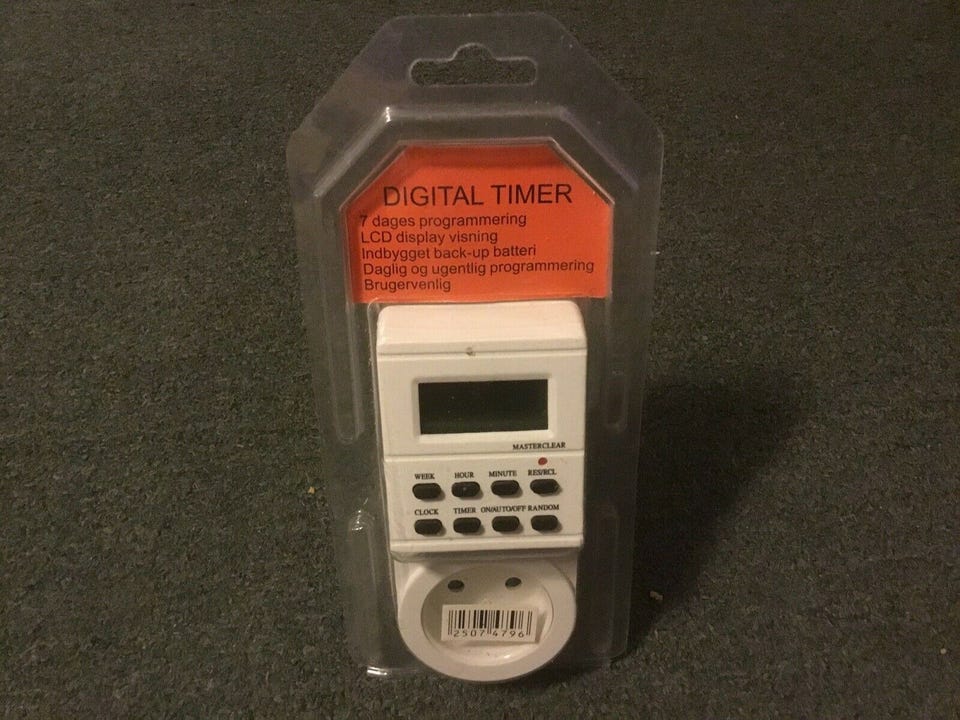 DIGITAL TIMER
7 dages programmering
LCD display visning
Indbygget back-up batteri
Daglig og ugentlig programmering
Brugervenlig
MASTERCLEAR
WEEK HOUR MINUTE RES/RCL
CLOCK TIMER ON/AUTO/OFF RANDOM
2507 4796